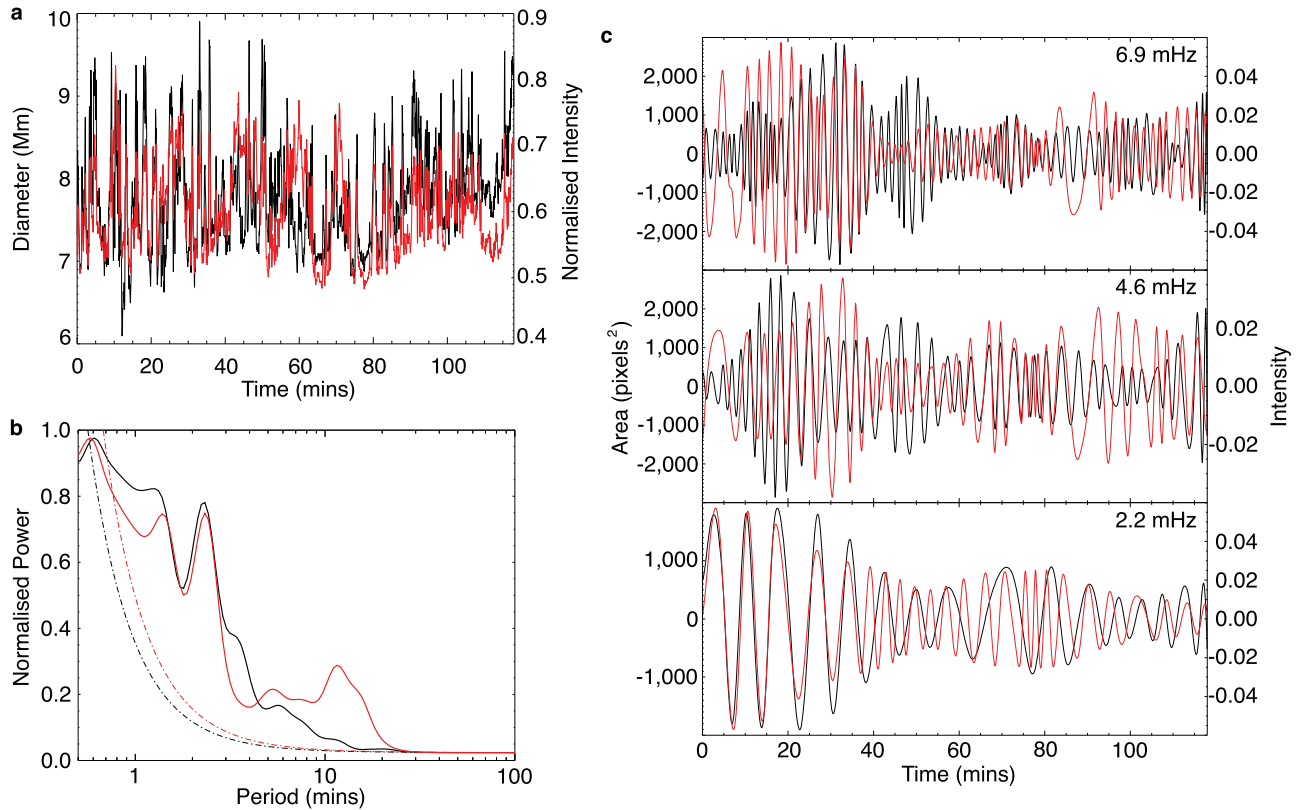 a
10
9
8
7
6
Diameter (Mm)
0.9
0.8
0.7
0.6
0.5
0.4
Normalised Intensity
0 20 40 60 80 100
Time (mins)
b
1.0
0.8
0.6
0.4
0.2
0.0
Normalised Power
1 10 100
Period (mins)
c
6.9 mHz
2,000
1,000
0
-1,000
-2,000
0.04
0.02
0.00
-0.02
-0.04
4.6 mHz
2,000
1,000
0
-1,000
-2,000
Area (pixels²)
0.02
0.00
-0.02
Intensity
2.2 mHz
1,000
0
-1,000
0.04
0.02
0.00
-0.02
-0.04
0 20 40 60 80 100
Time (mins)